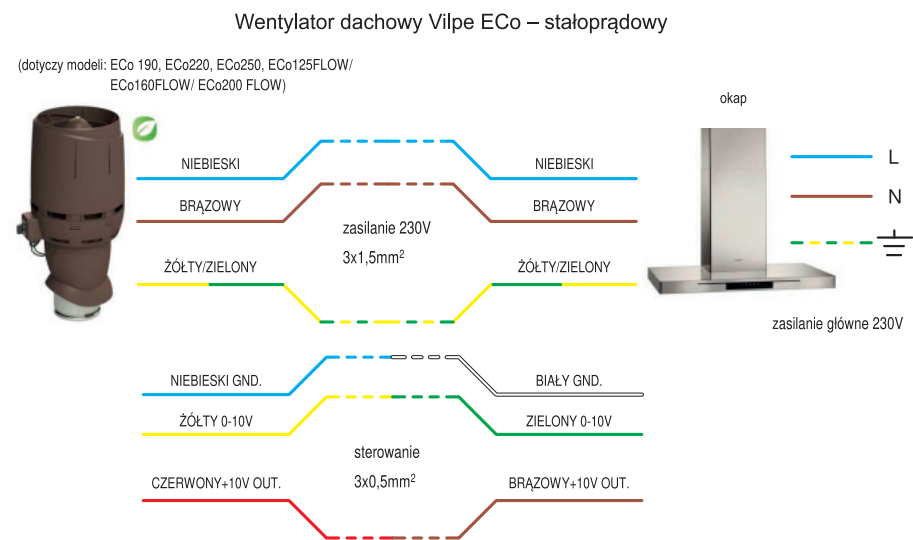 Wentylator dachowy Vilpe ECo – stałoprądowy
(dotyczy modeli: ECo 190, ECo220, ECo250, ECo125FLOW/
ECo160FLOW/ ECo200 FLOW)
okap
NIEBIESKI
NIEBIESKI
L
BRĄZOWY
BRĄZOWY
N
zasilanie 230V
3x1,5mm²
ŻÓŁTY/ZIELONY
ŻÓŁTY/ZIELONY
zasilanie główne 230V
NIEBIESKI GND.
BIAŁY GND.
ŻÓŁTY 0-10V
ZIELONY 0-10V
sterowanie
3x0,5mm²
CZERWONY+10V OUT.
BRĄZOWY+10V OUT.